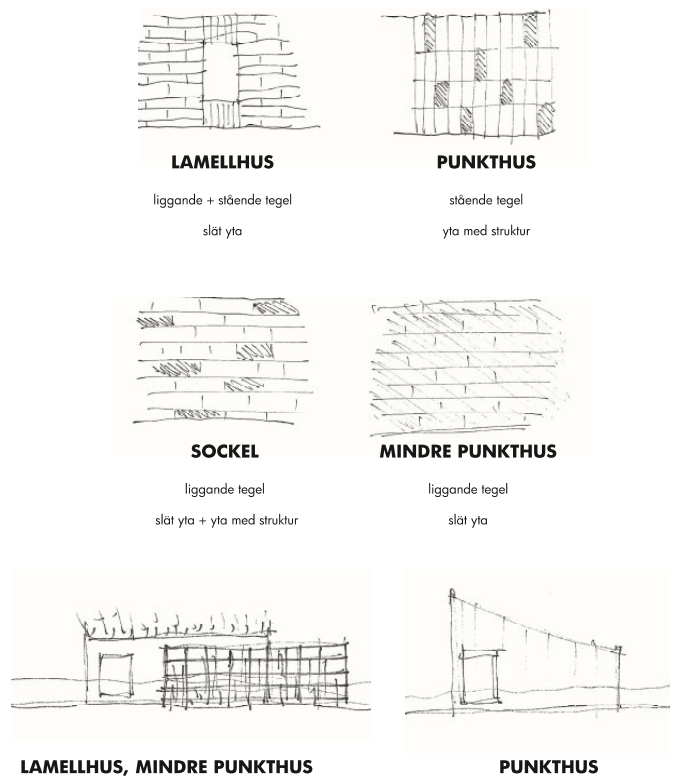 LAMELLHUS
PUNKTHUS
liggande + stående tegel
stående tegel
slät yta
yta med struktur
SOCKEL
MINDRE PUNKTHUS
liggande tegel
liggande tegel
slät yta + yta med struktur
slät yta
LAMELLHUS, MINDRE PUNKTHUS
PUNKTHUS